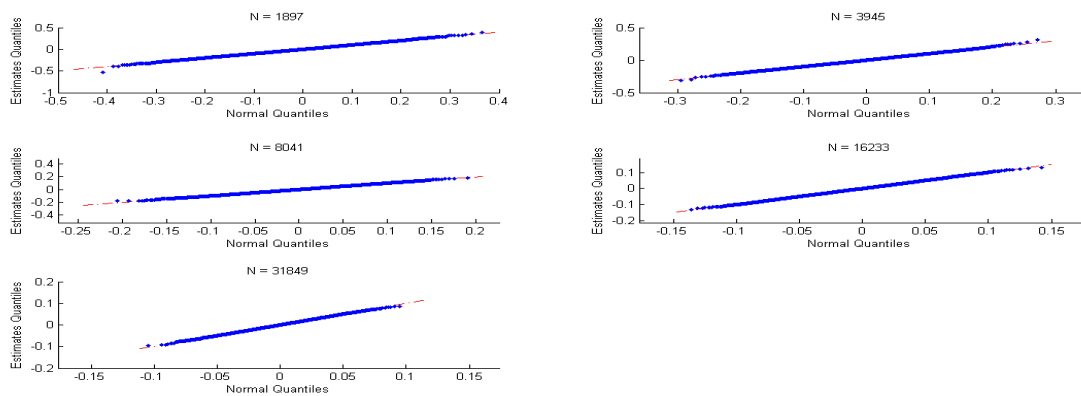 N = 1897
Estimates Quantiles
0.5
0
-0.5
-1
-0.5 -0.4 -0.3 -0.2 -0.1 0 0.1 0.2 0.3 0.4
Normal Quantiles
N = 3945
Estimates Quantiles
0.5
0
-0.5
-0.3 -0.2 -0.1 0 0.1 0.2 0.3
Normal Quantiles
N = 8041
Estimates Quantiles
0.4
0.2
0
-0.2
-0.4
-0.25 -0.2 -0.15 -0.1 -0.05 0 0.05 0.1 0.15 0.2
Normal Quantiles
N = 16233
Estimates Quantiles
0.1
0
-0.1
-0.2
-0.15 -0.1 -0.05 0 0.05 0.1 0.15
Normal Quantiles
N = 31849
Estimates Quantiles
0.2
0.1
0
-0.1
-0.2
-0.15 -0.1 -0.05 0 0.05 0.1 0.15
Normal Quantiles